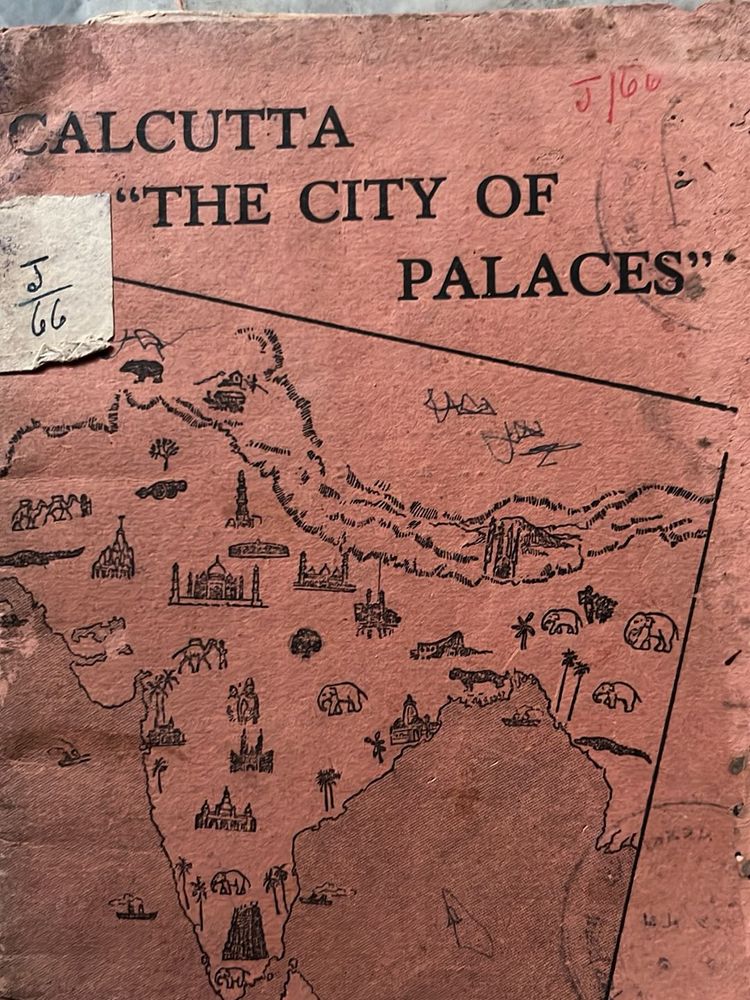 J/66
CALCUTTA
“THE CITY OF
PALACES”
J
66